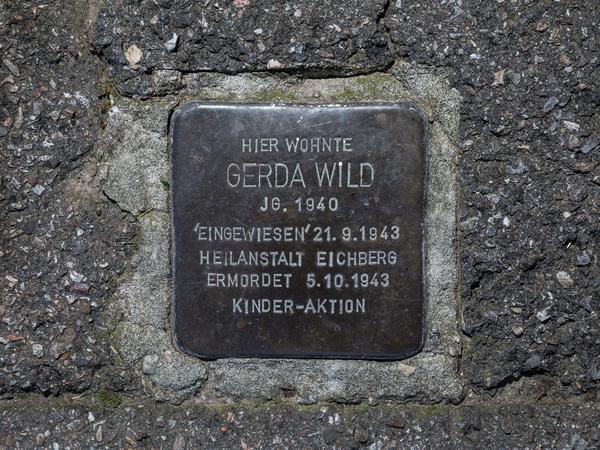 HIER WOHNTE
GERDA WILD
JG. 1940
'EINGEWIESEN' 21.9.1943
HEILANSTALT EICHBERG
ERMORDET 5.10.1943
KINDER-AKTION